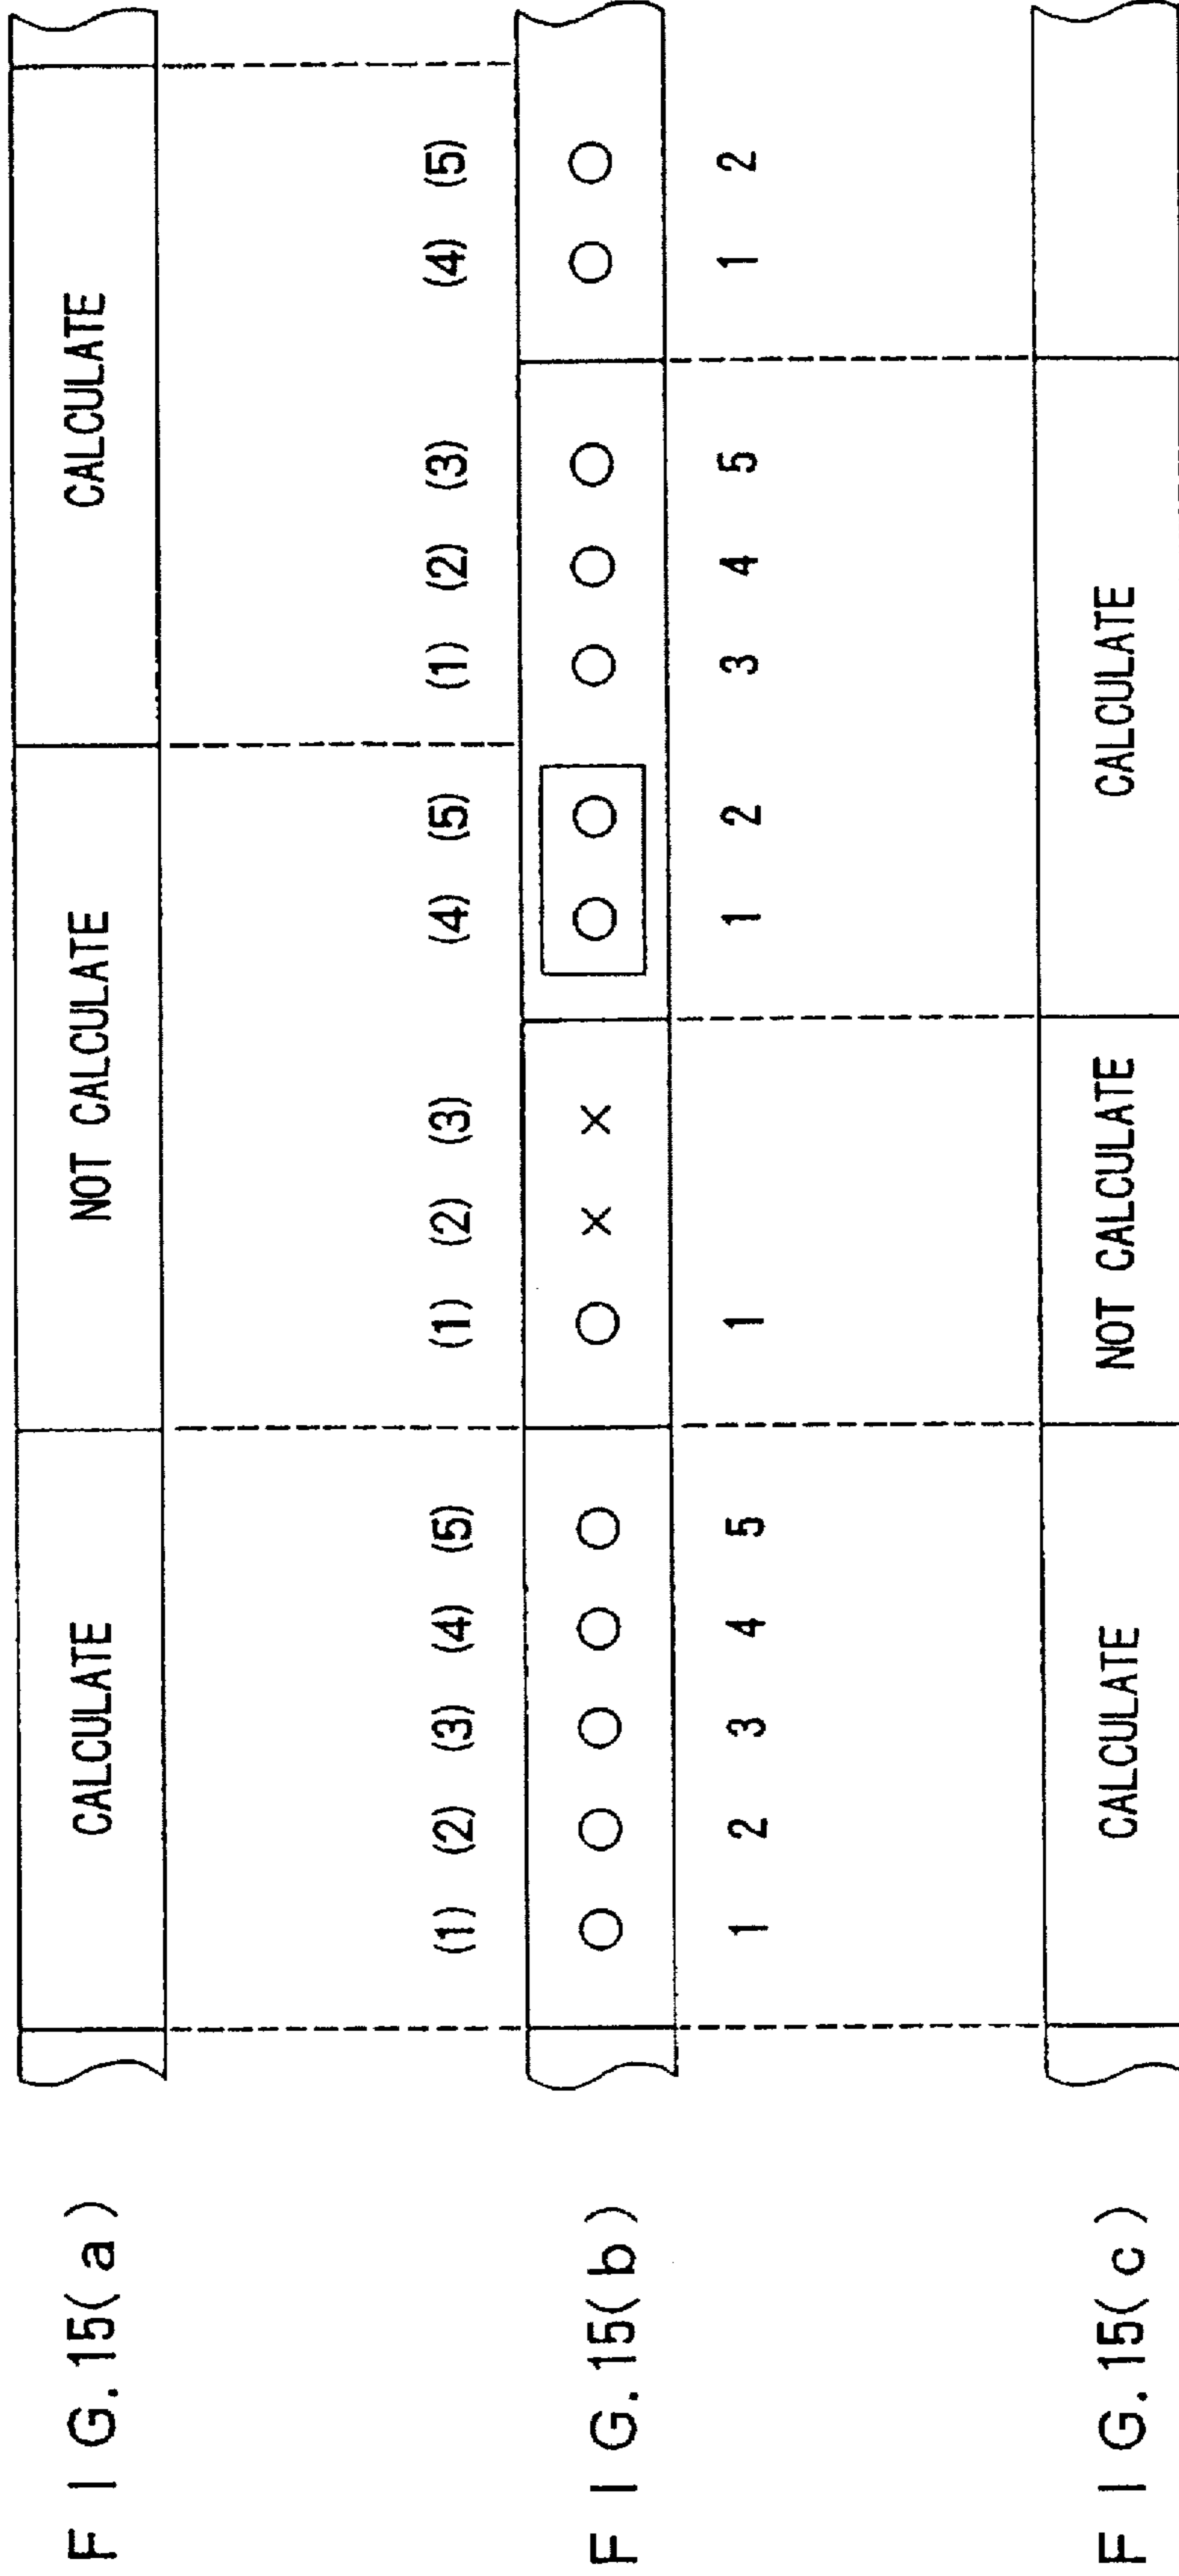 FIG.15(a)
CALCULATE NOT CALCULATE CALCULATE
(1) (2) (3) (4) (5) (1) (2) (3) (4) (5) (1) (2) (3) (4) (5)
FIG.15(b)
○ ○ ○ ○ ○ ○ × × ○ ○ ○ ○ ○ ○ ○
1 2 3 4 5 1 1 2 3 4 5 1 2
FIG.15(c)
CALCULATE NOT CALCULATE CALCULATE